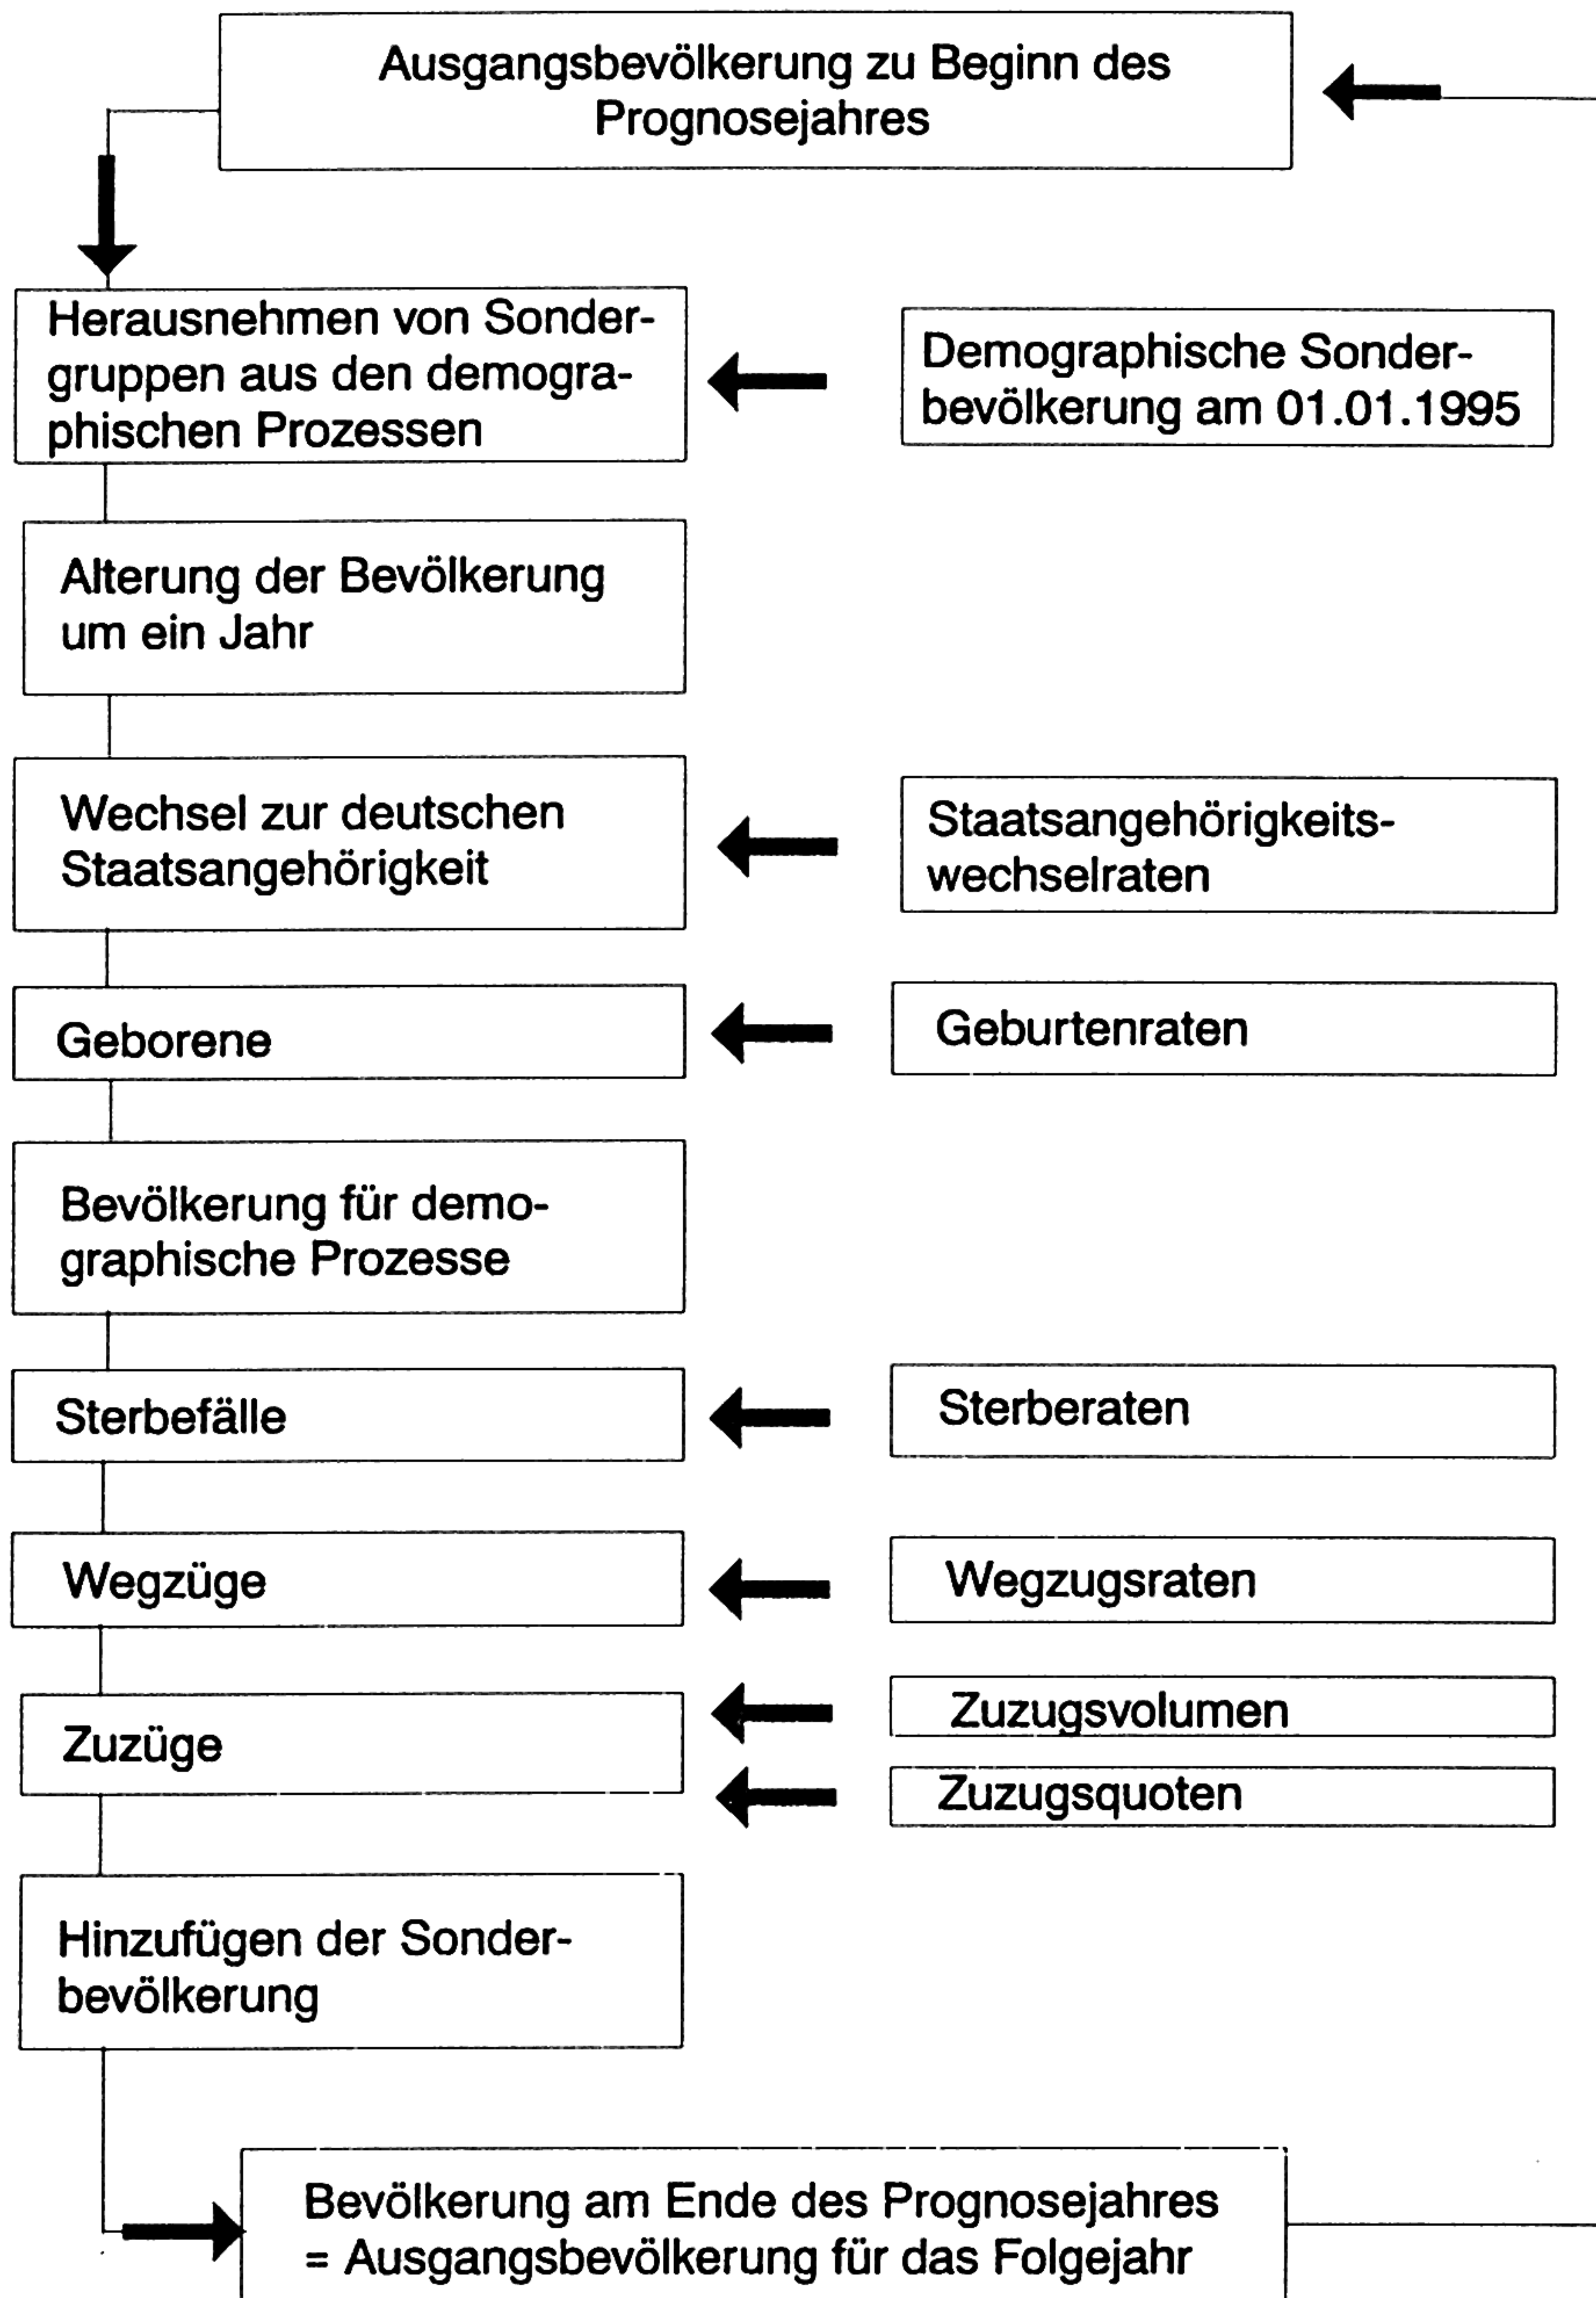 Ausgangsbevölkerung zu Beginn des
Prognosejahres
Herausnehmen von Sonder-
gruppen aus den demogra-
phischen Prozessen
Demographische Sonder-
bevölkerung am 01.01.1995
Alterung der Bevölkerung
um ein Jahr
Wechsel zur deutschen
Staatsangehörigkeit
Staatsangehörigkeits-
wechselraten
Geborene
Geburtenraten
Bevölkerung für demo-
graphische Prozesse
Sterbefälle
Sterberaten
Wegzüge
Wegzugsraten
Zuzüge
Zuzugsvolumen
Zuzugsquoten
Hinzufügen der Sonder-
bevölkerung
Bevölkerung am Ende des Prognosejahres
= Ausgangsbevölkerung für das Folgejahr